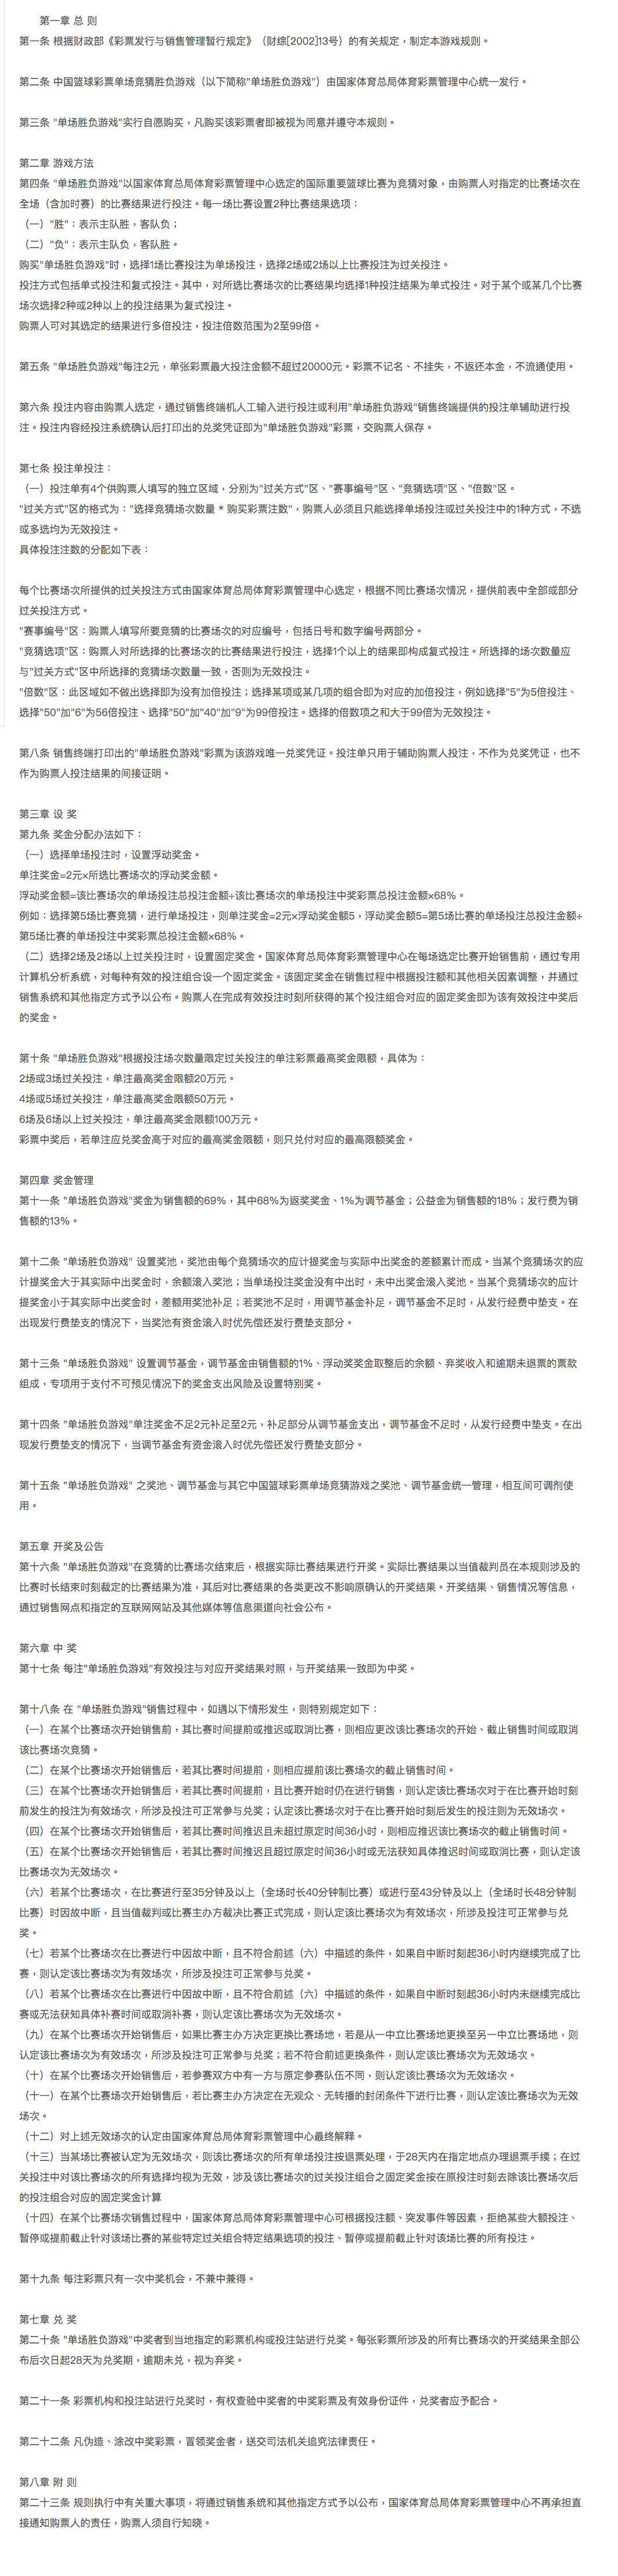 第一章 总 则
第一条 根据财政部《彩票发行与销售管理暂行规定》（财综[2002]13号）的有关规定，制定本游戏规则。
第二条 中国篮球彩票单场竞猜胜负游戏（以下简称"单场胜负游戏"）由国家体育总局体育彩票管理中心统一发行。
第三条 "单场胜负游戏"实行自愿购买，凡购买该彩票者即被视为同意并遵守本规则。
第二章 游戏方法
第四条 "单场胜负游戏"以国家体育总局体育彩票管理中心选定的国际重要篮球比赛为竞猜对象，由购票人对指定的比赛场次在
全场（含加时赛）的比赛结果进行投注。每一场比赛设置2种比赛结果选项：
（一）"胜"：表示主队胜，客队负；
（二）"负"：表示主队负，客队胜。
购买"单场胜负游戏"时，选择1场比赛投注为单场投注，选择2场或2场以上比赛投注为过关投注。
投注方式包括单式投注和复式投注。其中，对所选比赛场次的比赛结果均选择1种投注结果为单式投注。对于某个或某几个比赛
场次选择2种或2种以上的投注结果为复式投注。
购票人可对其选定的结果进行多倍投注，投注倍数范围为2至99倍。
第五条 "单场胜负游戏"每注2元，单张彩票最大投注金额不超过20000元。彩票不记名、不挂失，不返还本金，不流通使用。
第六条 投注内容由购票人选定，通过销售终端机人工输入进行投注或利用"单场胜负游戏"销售终端提供的投注单辅助进行投
注。投注内容经投注系统确认后打印出的兑奖凭证即为"单场胜负游戏"彩票，交购票人保存。
第七条 投注单投注：
（一）投注单有4个供购票人填写的独立区域，分别为"过关方式"区、"赛事编号"区、"竞猜选项"区、"倍数"区。
"过关方式"区的格式为："选择竞猜场次数量 * 购买彩票注数"，购票人必须且只能选择单场投注或过关投注中的1种方式，不选
或多选均为无效投注。
具体投注注数的分配如下表：
每个比赛场次所提供的过关投注方式由国家体育总局体育彩票管理中心选定，根据不同比赛场次情况，提供前表中全部或部分
过关投注方式。
"赛事编号"区：购票人填写所要竞猜的比赛场次的对应编号，包括日号和数字编号两部分。
"竞猜选项"区：购票人对所选择的比赛场次的比赛结果进行投注，选择1个以上的结果即构成复式投注。所选择的场次数量应
与"过关方式"区中所选择的竞猜场次数量一致，否则为无效投注。
"倍数"区：此区域如不做出选择即为没有加倍投注；选择某项或某几项的组合即为对应的加倍投注，例如选择"5"为5倍投注、
选择"50"加"6"为56倍投注、选择"50"加"40"加"9"为99倍投注。选择的倍数项之和大于99倍为无效投注。
第八条 销售终端打印出的"单场胜负游戏"彩票为该游戏唯一兑奖凭证。投注单只用于辅助购票人投注，不作为兑奖凭证，也不
作为购票人投注结果的间接证明。
第三章 设 奖
第九条 奖金分配办法如下：
（一）选择单场投注时，设置浮动奖金。
单注奖金=2元×所选比赛场次的浮动奖金额。
浮动奖金额=该比赛场次的单场投注总投注金额÷该比赛场次的单场投注中奖彩票总投注金额×68%。
例如：选择第5场比赛竞猜，进行单场投注，则单注奖金=2元×浮动奖金额5，浮动奖金额5=第5场比赛的单场投注总投注金额÷
第5场比赛的单场投注中奖彩票总投注金额×68%。
（二）选择2场及2场以上过关投注时，设置固定奖金。国家体育总局体育彩票管理中心在每场选定比赛开始销售前，通过专用
计算机分析系统，对每种有效的投注组合设一个固定奖金。该固定奖金在销售过程中根据投注额和其他相关因素调整，并通过
销售系统和其他指定方式予以公布。购票人在完成有效投注时刻所获得的某个投注组合对应的固定奖金即为该有效投注中奖后
的奖金。
第十条 "单场胜负游戏"根据投注场次数量限定过关投注的单注彩票最高奖金限额，具体为：
2场或3场过关投注，单注最高奖金限额20万元。
4场或5场过关投注，单注最高奖金限额50万元。
6场及6场以上过关投注，单注最高奖金限额100万元。
彩票中奖后，若单注应兑奖金高于对应的最高奖金限额，则只兑付对应的最高限额奖金。
第四章 奖金管理
第十一条 "单场胜负游戏"奖金为销售额的69%，其中68%为返奖奖金、1%为调节基金；公益金为销售额的18%；发行费为销
售额的13%。
第十二条 "单场胜负游戏" 设置奖池，奖池由每个竞猜场次的应计提奖金与实际中出奖金的差额累计而成。当某个竞猜场次的应
计提奖金大于其实际中出奖金时，余额滚入奖池；当单场投注奖金没有中出时，未中出奖金滚入奖池。当某个竞猜场次的应计
提奖金小于其实际中出奖金时，差额用奖池补足；若奖池不足时，用调节基金补足，调节基金不足时，从发行经费中垫支。在
出现发行费垫支的情况下，当奖池有资金滚入时优先偿还发行费垫支部分。
第十三条 "单场胜负游戏" 设置调节基金，调节基金由销售额的1%、浮动奖奖金取整后的余额、弃奖收入和逾期未退票的票款
组成，专项用于支付不可预见情况下的奖金支出风险及设置特别奖。
第十四条 "单场胜负游戏"单注奖金不足2元补足至2元，补足部分从调节基金支出，调节基金不足时，从发行经费中垫支。在出
现发行费垫支的情况下，当调节基金有资金滚入时优先偿还发行费垫支部分。
第十五条 "单场胜负游戏" 之奖池、调节基金与其它中国篮球彩票单场竞猜游戏之奖池、调节基金统一管理，相互间可调剂使
用。
第五章 开奖及公告
第十六条 "单场胜负游戏"在竞猜的比赛场次结束后，根据实际比赛结果进行开奖。实际比赛结果以当值裁判员在本规则涉及的
比赛时长结束时刻裁定的比赛结果为准，其后对比赛结果的各类更改不影响原确认的开奖结果。开奖结果、销售情况等信息，
通过销售网点和指定的互联网网站及其他媒体等信息渠道向社会公布。
第六章 中 奖
第十七条 每注"单场胜负游戏"有效投注与对应开奖结果对照，与开奖结果一致即为中奖。
第十八条 在 "单场胜负游戏"销售过程中，如遇以下情形发生，则特别规定如下：
（一）在某个比赛场次开始销售前，其比赛时间提前或推迟或取消比赛，则相应更改该比赛场次的开始、截止销售时间或取消
该比赛场次竞猜。
（二）在某个比赛场次开始销售后，若其比赛时间提前，则相应提前该比赛场次的截止销售时间。
（三）在某个比赛场次开始销售后，若其比赛时间提前，且比赛开始时仍在进行销售，则认定该比赛场次对于在比赛开始时刻
前发生的投注为有效场次，所涉及投注可正常参与兑奖；认定该比赛场次对于在比赛开始时刻后发生的投注则为无效场次。
（四）在某个比赛场次开始销售后，若其比赛时间推迟且未超过原定时间36小时，则相应推迟该比赛场次的截止销售时间。
（五）在某个比赛场次开始销售后，若其比赛时间推迟且超过原定时间36小时或无法获知具体推迟时间或取消比赛，则认定该
比赛场次为无效场次。
（六）若某个比赛场次，在比赛进行至35分钟及以上（全场时长40分钟制比赛）或进行至43分钟及以上（全场时长48分钟制
比赛）时因故中断，且当值裁判或比赛主办方裁决比赛正式完成，则认定该比赛场次为有效场次，所涉及投注可正常参与兑
奖。
（七）若某个比赛场次在比赛进行中因故中断，且不符合前述（六）中描述的条件，如果自中断时刻起36小时内继续完成了比
赛，则认定该比赛场次为有效场次，所涉及投注可正常参与兑奖。
（八）若某个比赛场次在比赛进行中因故中断，且不符合前述（六）中描述的条件，如果自中断时刻起36小时内未继续完成比
赛或无法获知具体补赛时间或取消补赛，则认定该比赛场次为无效场次。
（九）在某个比赛场次开始销售后，如果比赛主办方决定更换比赛场地，若是从一中立比赛场地更换至另一中立比赛场地，则
认定该比赛场次为有效场次，所涉及投注可正常参与兑奖；若不符合前述更换条件，则认定该比赛场次为无效场次。
（十）在某个比赛场次开始销售后，若参赛双方中有一方与原定参赛队伍不同，则认定该比赛场次为无效场次。
（十一）在某个比赛场次开始销售后，若比赛主办方决定在无观众、无转播的封闭条件下进行比赛，则认定该比赛场次为无效
场次。
（十二）对上述无效场次的认定由国家体育总局体育彩票管理中心最终解释。
（十三）当某场比赛被认定为无效场次，则该比赛场次的所有单场投注按退票处理，于28天内在指定地点办理退票手续；在过
关投注中对该比赛场次的所有选择均视为无效，涉及该比赛场次的过关投注组合之固定奖金按在原投注时刻去除该比赛场次后
的投注组合对应的固定奖金计算
（十四）在某个比赛场次销售过程中，国家体育总局体育彩票管理中心可根据投注额、突发事件等因素，拒绝某些大额投注、
暂停或提前截止针对该场比赛的某些特定过关组合特定结果选项的投注、暂停或提前截止针对该场比赛的所有投注。
第十九条 每注彩票只有一次中奖机会，不兼中兼得。
第七章 兑 奖
第二十条 "单场胜负游戏"中奖者到当地指定的彩票机构或投注站进行兑奖。每张彩票所涉及的所有比赛场次的开奖结果全部公
布后次日起28天为兑奖期，逾期未兑，视为弃奖。
第二十一条 彩票机构和投注站进行兑奖时，有权查验中奖者的中奖彩票及有效身份证件，兑奖者应予配合。
第二十二条 凡伪造、涂改中奖彩票，冒领奖金者，送交司法机关追究法律责任。
第八章 附 则
第二十三条 规则执行中有关重大事项，将通过销售系统和其他指定方式予以公布，国家体育总局体育彩票管理中心不再承担直
接通知购票人的责任，购票人须自行知晓。